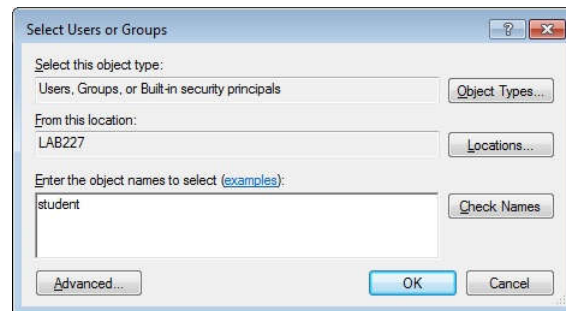 Select Users or Groups
Select this object type:
Users, Groups, or Built-in security principals
Object Types...
From this location:
LAB227
Locations...
Enter the object names to select (examples):
student
Check Names
Advanced...
OK
Cancel